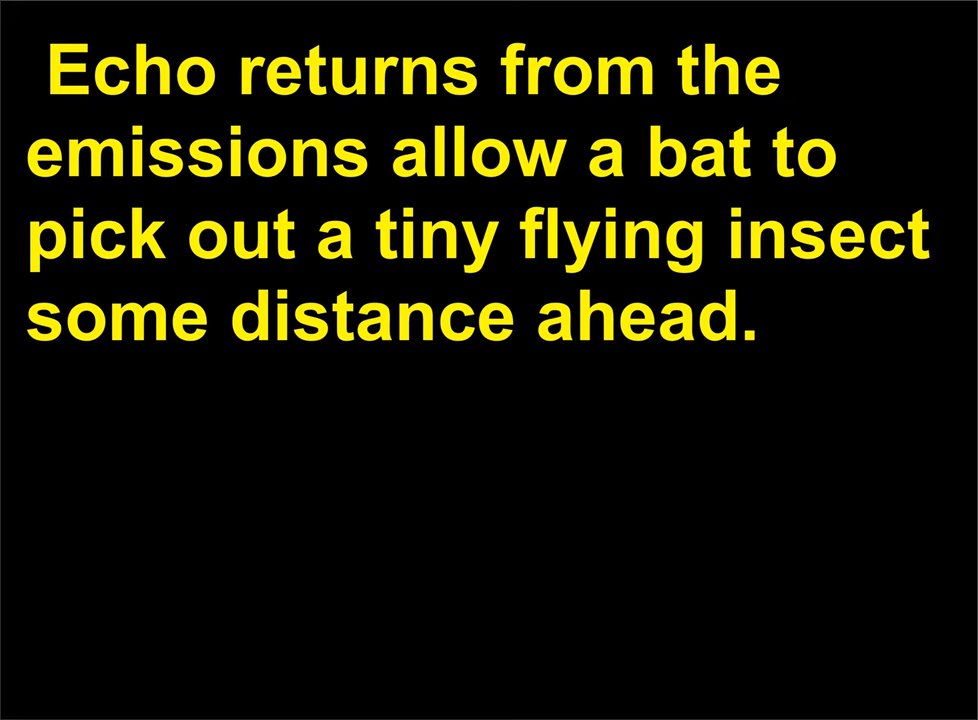 Echo returns from the
emissions allow a bat to
pick out a tiny flying insect
some distance ahead.